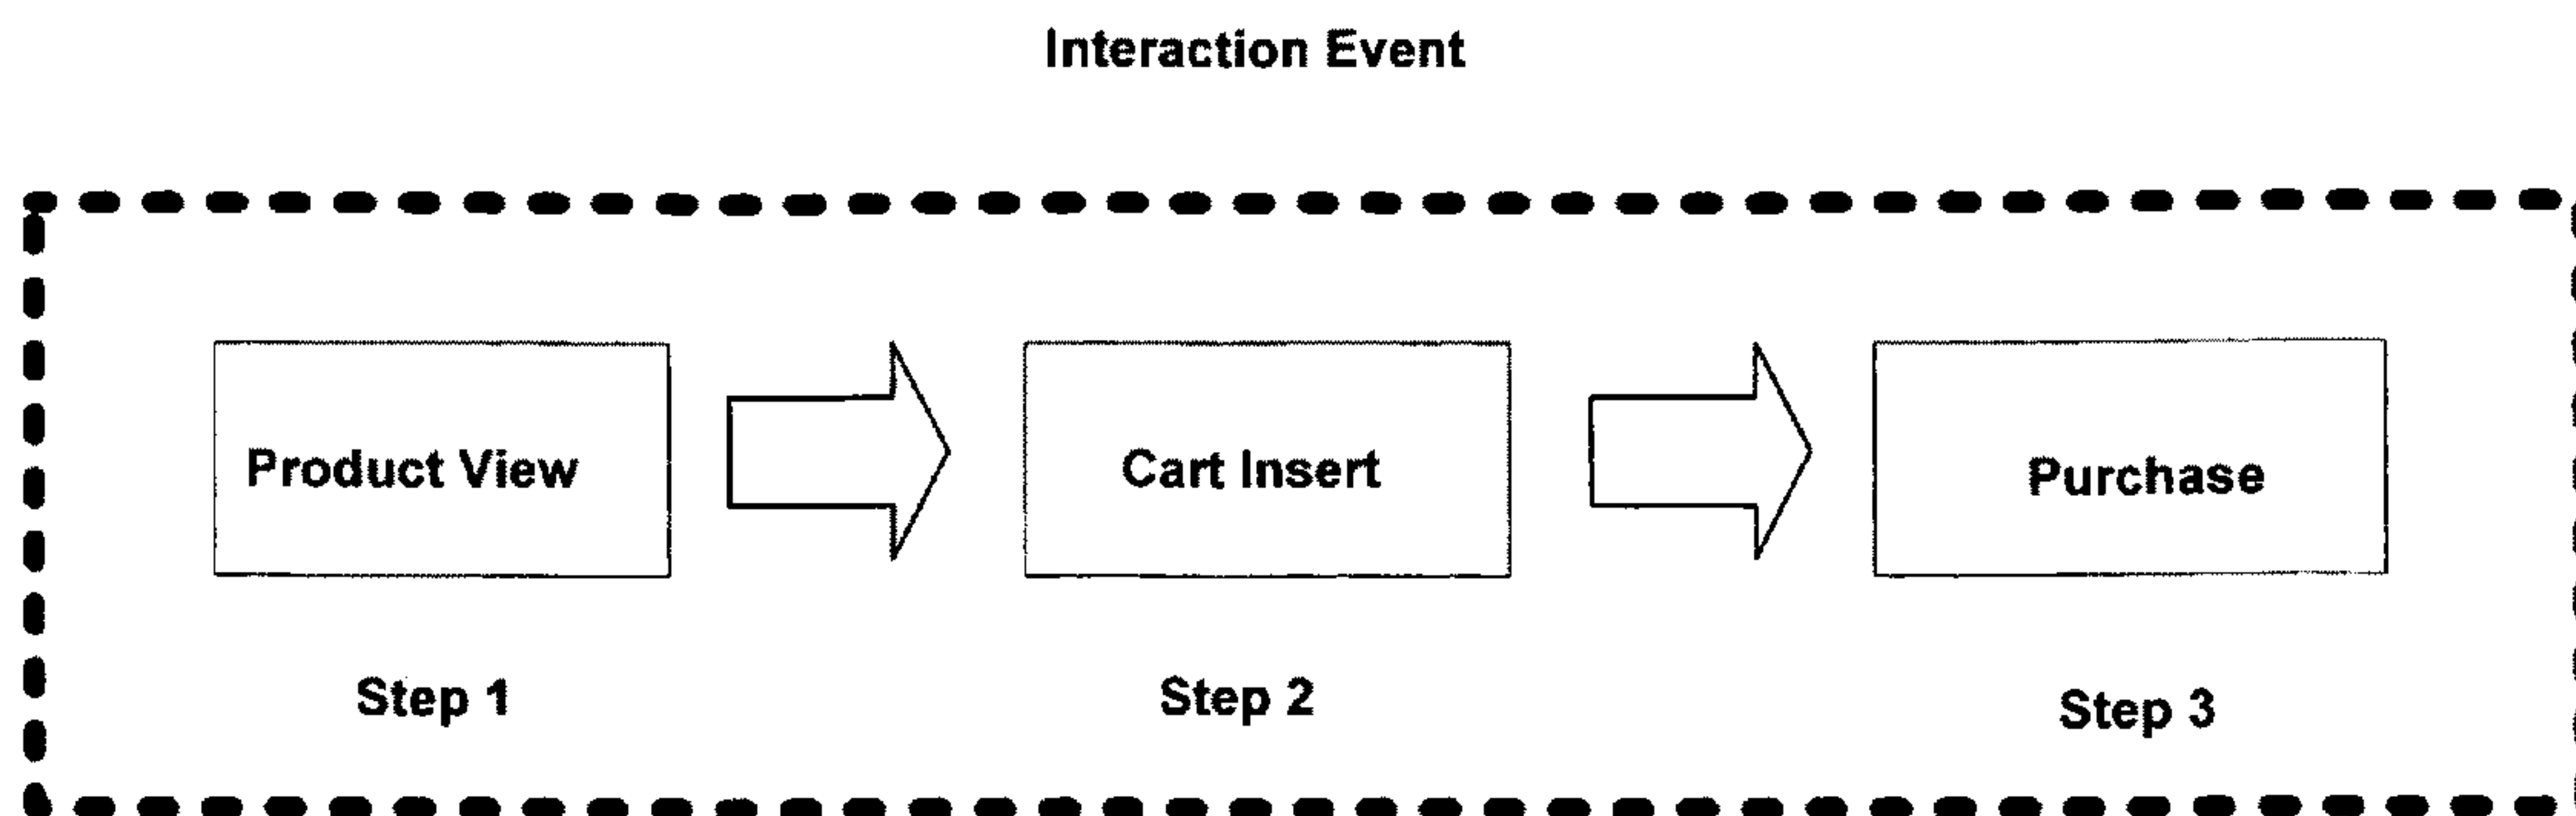 Interaction Event
Product View
Cart Insert
Purchase
Step 1
Step 2
Step 3